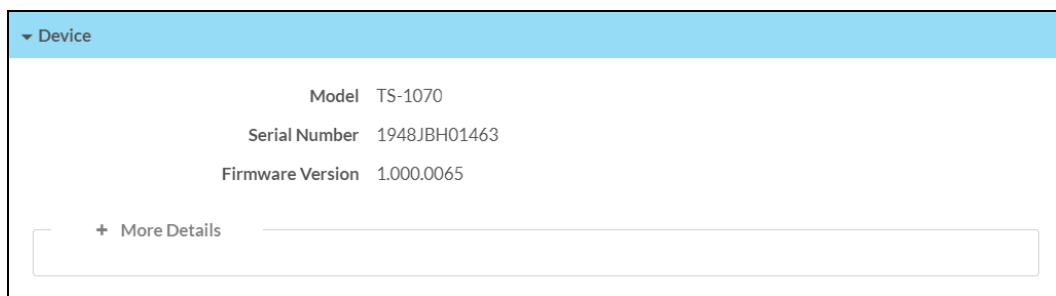 Device
Model TS-1070
Serial Number 1948JBH01463
Firmware Version 1.000.0065
+ More Details